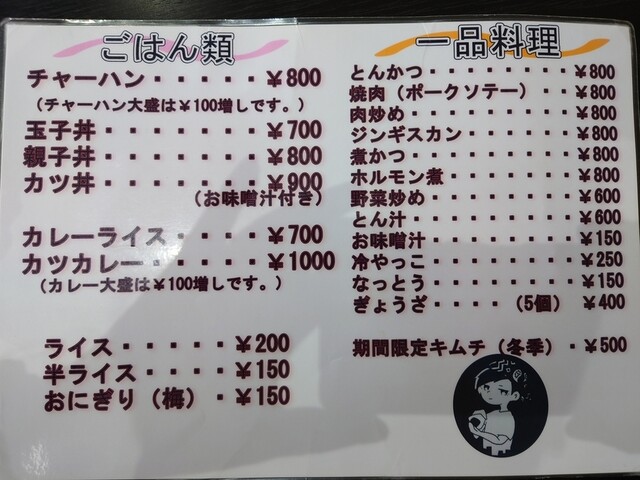 ごはん類
チャーハン・・・・・・￥800
（チャーハン大盛は￥100増しです。）
玉子丼・・・・・・・・￥700
親子丼・・・・・・・・￥800
カツ丼・・・・・・・・￥900
（お味噌汁付き）
カレーライス・・・・￥700
カツカレー・・・・・￥1000
（カレー大盛は￥100増しです。）
ライス・・・・・￥200
半ライス・・・・￥150
おにぎり（梅）・￥150
一品料理
とんかつ・・・・・・・・￥800
焼肉（ポークソテー）・・￥800
肉炒め・・・・・・・・・￥800
ジンギスカン・・・・・・￥800
煮かつ・・・・・・・・・￥800
ホルモン煮・・・・・・・￥800
野菜炒め・・・・・・・・￥600
とん汁・・・・・・・・・￥600
お味噌汁・・・・・・・・￥150
冷やっこ・・・・・・・・￥250
なっとう・・・・・・・・￥150
ぎょうざ・・・・（5個）￥400
期間限定キムチ（冬季）・￥500